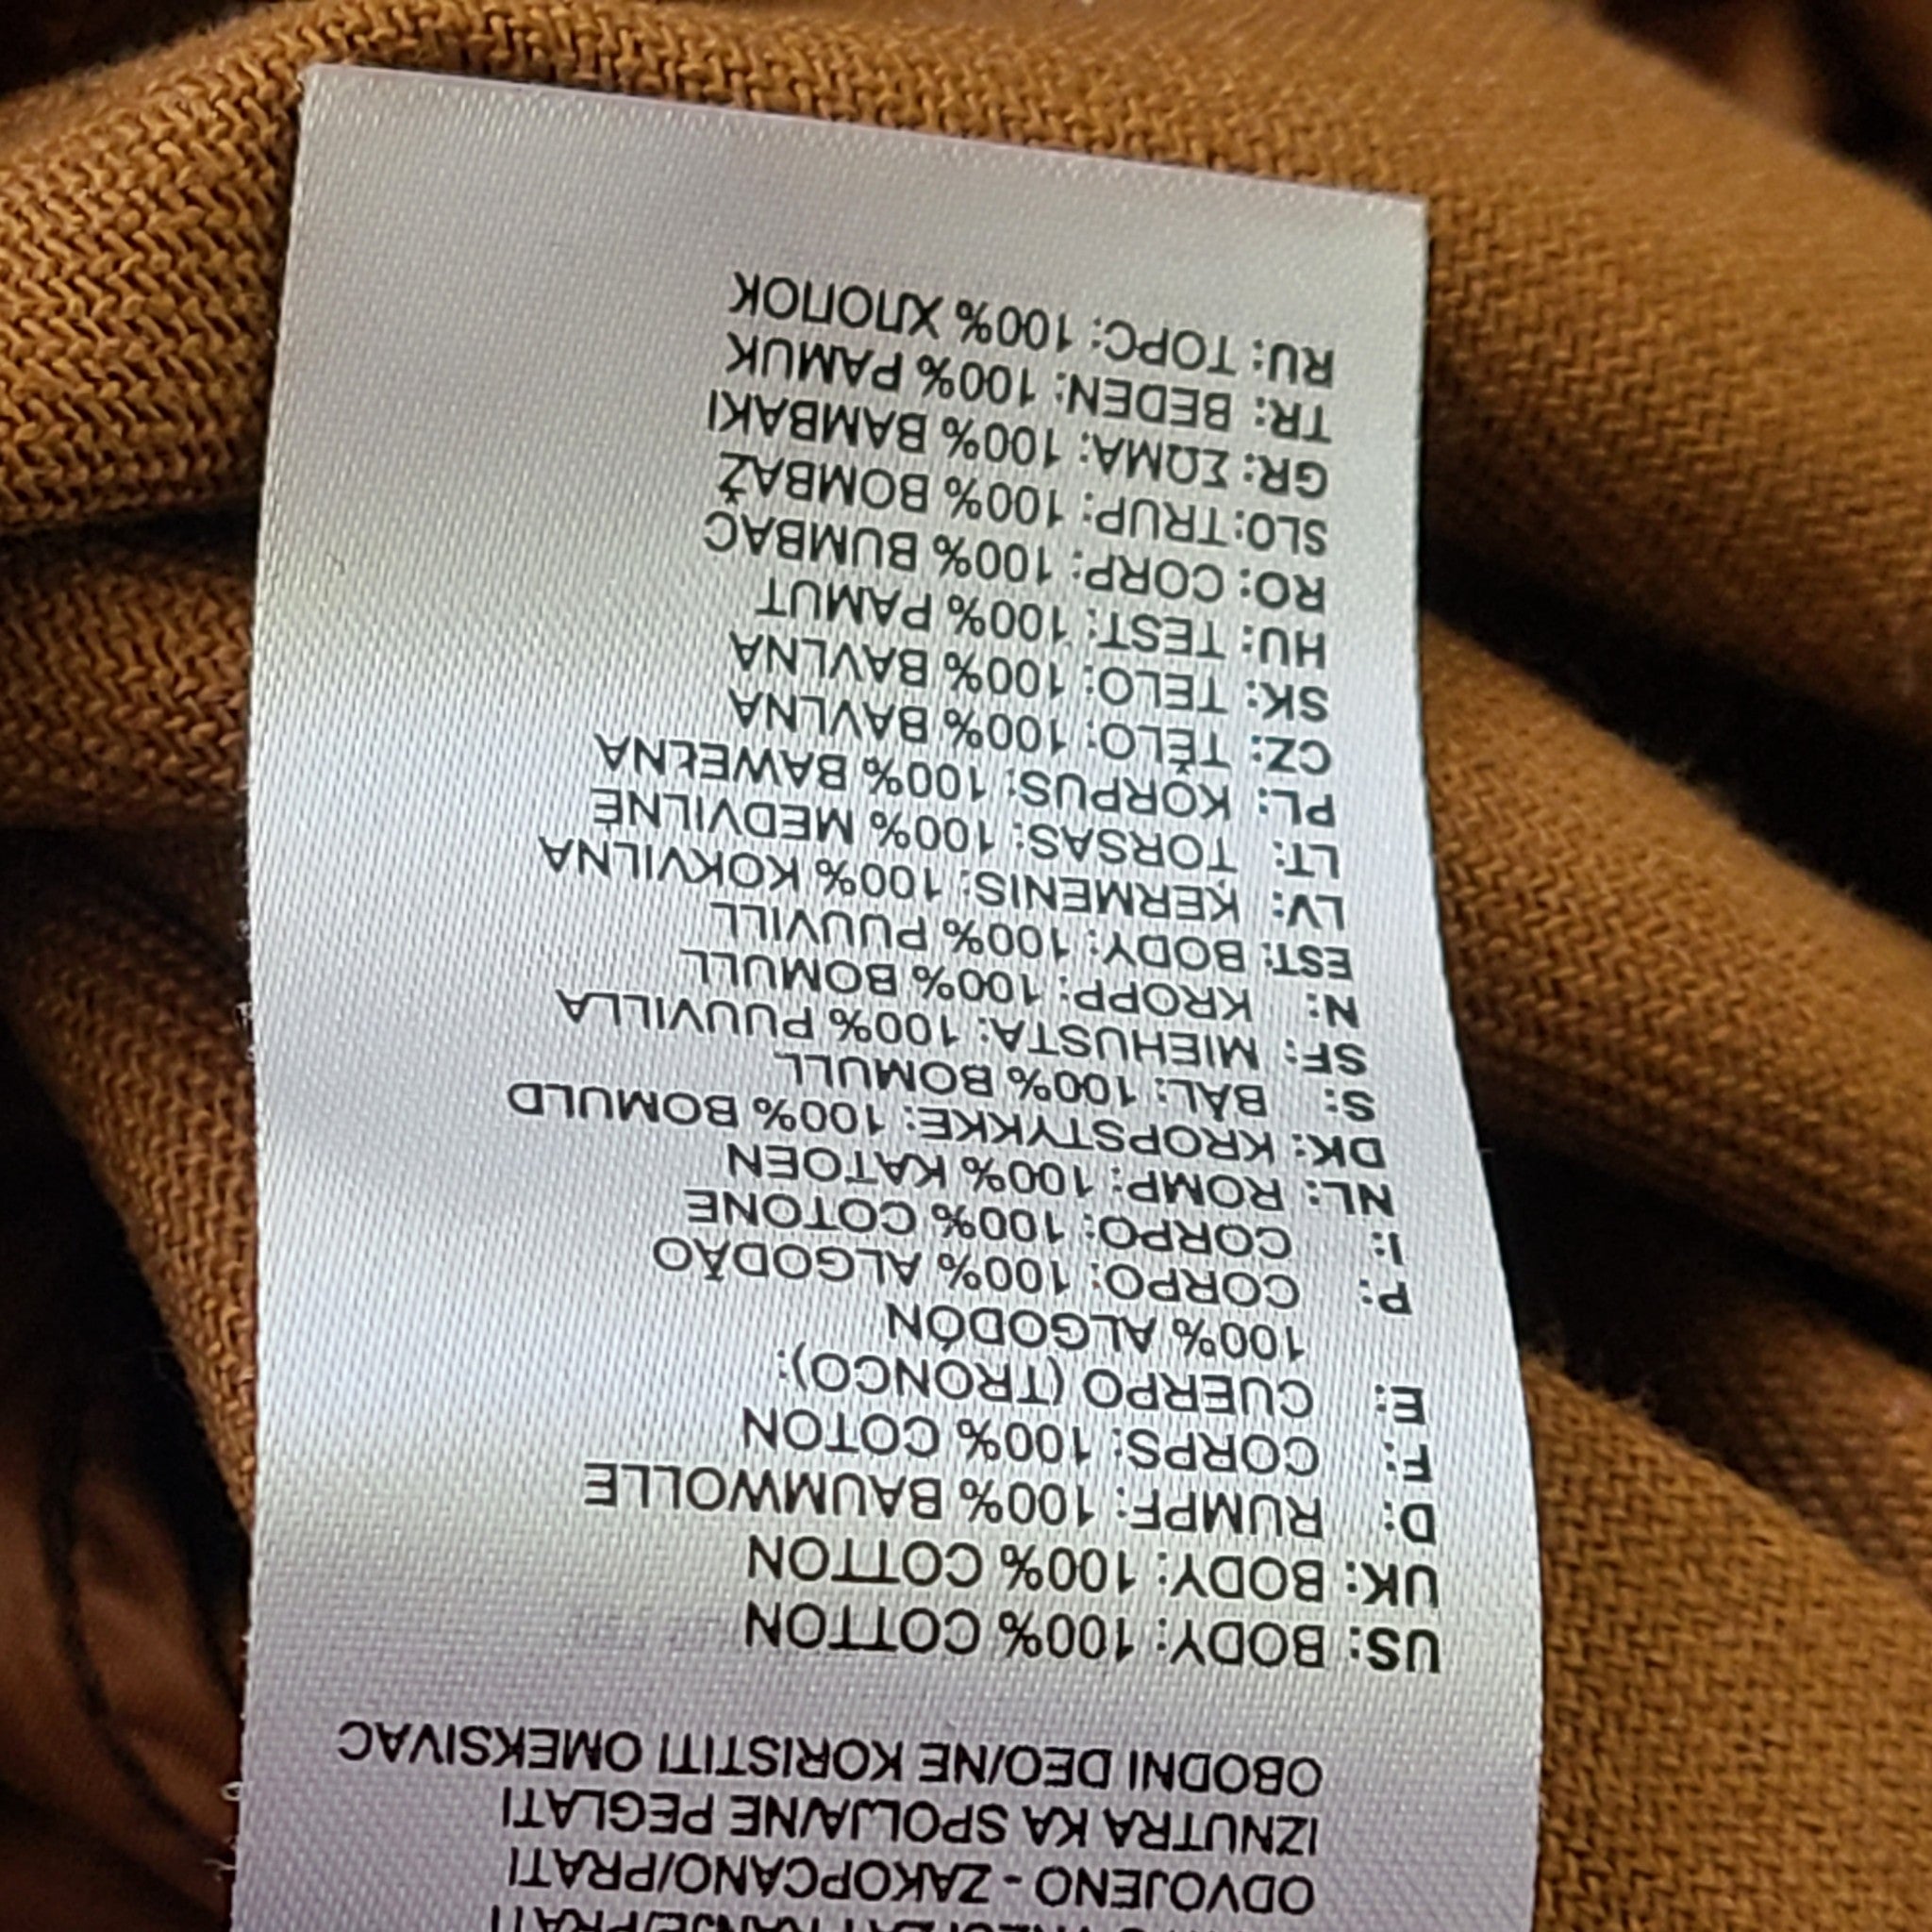 ODVOJENO - ZAKOPCANO/PRATI
IZNUTRA KA SPOLJA/NE PEGLATI
OBODNI DEO/NE KORISTITI OMEKSIVAC
US: BODY: 100% COTTON
UK: BODY: 100% COTTON
D: RUMPF: 100% BAUMWOLLE
F: CORPS: 100% COTON
E: CUERPO (TRONCO):
100% ALGODÓN
P: CORPO: 100% ALGODÃO
I: CORPO: 100% COTONE
NL: ROMP: 100% KATOEN
DK: KROPSTYKKE: 100% BOMULD
S: BÅL: 100% BOMULL
SF: MIEHUSTA: 100% PUUVILLA
N: KROPP: 100% BOMULL
EST: BODY: 100% PUUVILL
LV: ĶERMENIS: 100% KOKVILNA
LT: TORSAS: 100% MEDVILNĖ
PL: KORPUS: 100% BAWEŁNA
CZ: TĚLO: 100% BAVLNA
SK: TELO: 100% BAVLNA
HU: TEST: 100% PAMUT
RO: CORP: 100% BUMBAC
SLO: TRUP: 100% BOMBAŽ
GR: ΣΩΜΑ: 100% BAMBAKI
TR: BEDEN: 100% PAMUK
RU: ТОРС: 100% ХЛОПОК